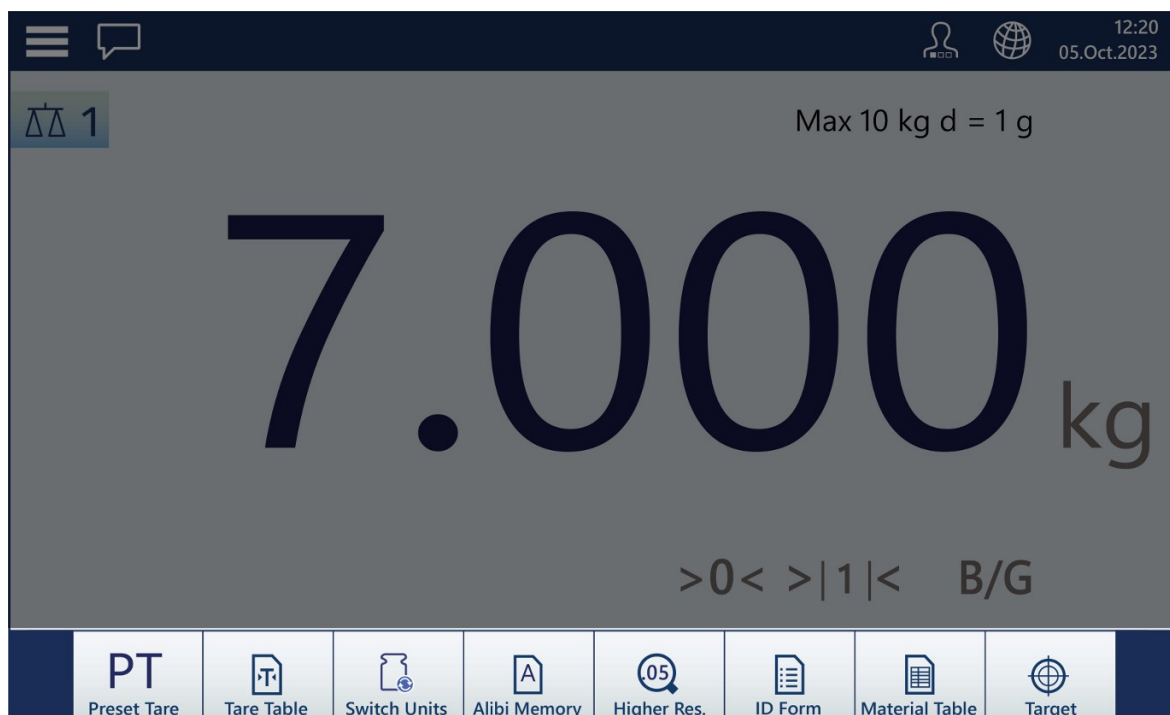 12:20
05.Oct.2023
1
Max 10 kg d = 1 g
7.000 kg
>0< >|1|< B/G
PT
T
A
.05
Preset Tare
Tare Table
Switch Units
Alibi Memory
Higher Res.
ID Form
Material Table
Target